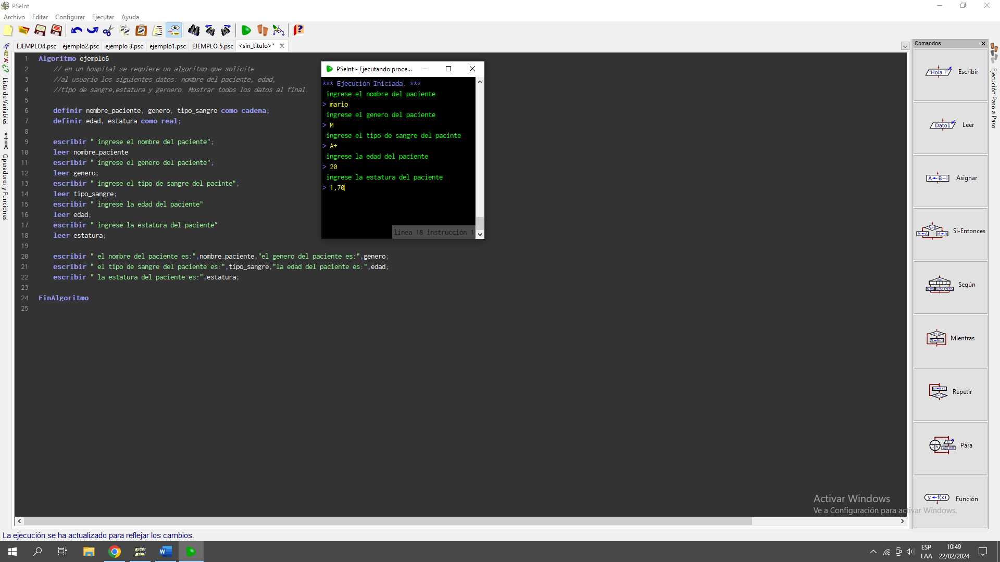 PSeInt
Archivo Editar Configurar Ejecutar Ayuda
EJEMPLO4.psc ejemplo2.psc ejemplo 3.psc ejemplo1.psc EJEMPLO 5.psc <sin_titulo>*
Lista de Variables
Operadores y Funciones
1 Algoritmo ejemplo6
2 // en un hospital se requiere un algoritmo que solicite
3 //al usuario los siguientes datos: nombre del paciente, edad,
4 //tipo de sangre,estatura y gernero. Mostrar todos los datos al final.
5
6 definir nombre_paciente, genero, tipo_sangre como cadena;
7 definir edad, estatura como real;
8
9 escribir " ingrese el nombre del paciente";
10 leer nombre_paciente
11 escribir " ingrese el genero del paciente";
12 leer genero;
13 escribir " ingrese el tipo de sangre del pacinte";
14 leer tipo_sangre;
15 escribir " ingrese la edad del paciente"
16 leer edad;
17 escribir " ingrese la estatura del paciente"
18 leer estatura;
19
20 escribir " el nombre del paciente es:",nombre_paciente,"el genero del paciente es:",genero;
21 escribir " el tipo de sangre del paciente es:",tipo_sangre,"la edad del paciente es:",edad;
22 escribir " la estatura del paciente es:",estatura;
23
24 FinAlgoritmo
25
PSeInt - Ejecutando proce...
*** Ejecución Iniciada. ***
ingrese el nombre del paciente
> mario
ingrese el genero del paciente
> M
ingrese el tipo de sangre del pacinte
> A+
ingrese la edad del paciente
> 20
ingrese la estatura del paciente
> 1,70
línea 18 instrucción 1
Comandos
'Hola !' Escribir
Dato1 Leer
A←B+i Asignar
Si-Entonces
Según
Mientras
Repetir
Para
y←f(x) Función
Ejecución Paso a Paso
Activar Windows
Ve a Configuración para activar Windows.
La ejecución se ha actualizado para reflejar los cambios.
ESP
LAA
10:49
22/02/2024